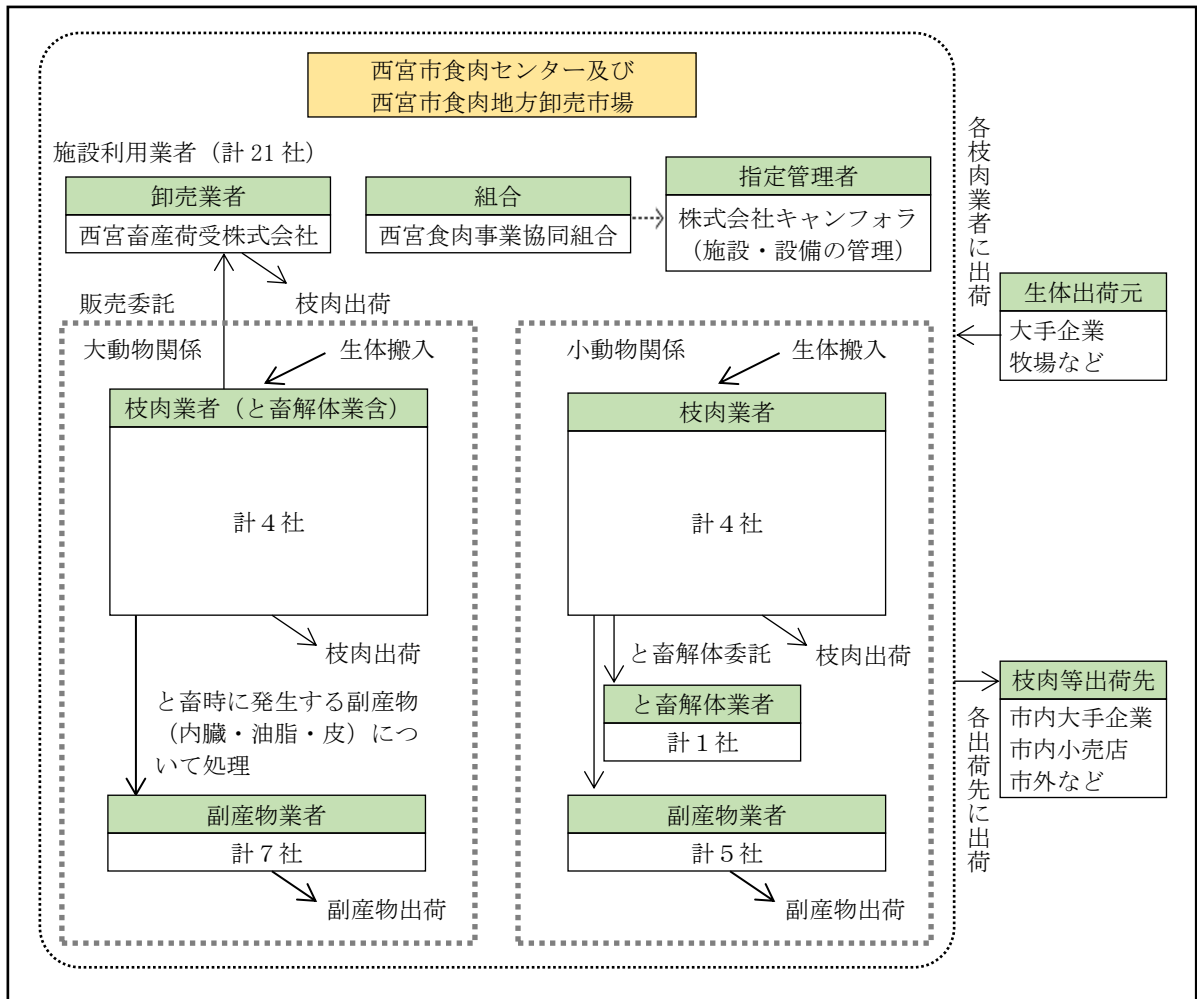 西宮市食肉センター及び
西宮市食肉地方卸売市場
施設利用業者（計 21 社）
卸売業者
西宮畜産荷受株式会社
組合
西宮食肉事業協同組合
指定管理者
株式会社キャンフォラ
（施設・設備の管理）
販売委託
枝肉出荷
大動物関係
生体搬入
枝肉業者（と畜解体業含）
計４社
枝肉出荷
と畜時に発生する副産物
（内臓・油脂・皮）につ
いて処理
副産物業者
計７社
副産物出荷
小動物関係
生体搬入
枝肉業者
計４社
と畜解体委託
枝肉出荷
と畜解体業者
計１社
副産物業者
計５社
副産物出荷
各枝肉業者に出荷
生体出荷元
大手企業
牧場など
枝肉等出荷先
市内大手企業
市内小売店
市外など
各出荷先に出荷